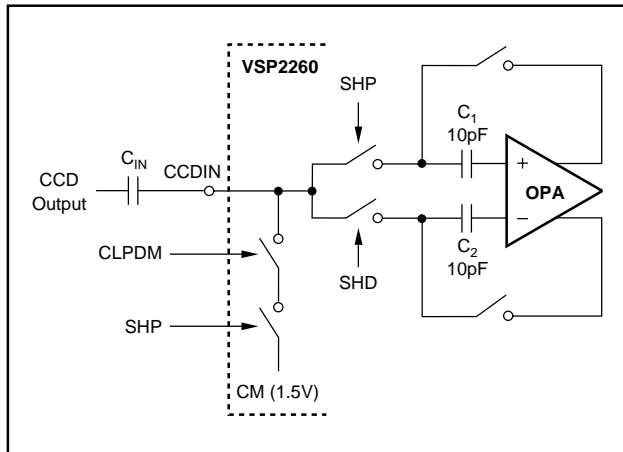 VSP2260
SHP
C1
10pF
CIN
CCDIN
CCD
Output
+
OPA
−
C2
10pF
CLPDM
SHD
SHP
CM (1.5V)